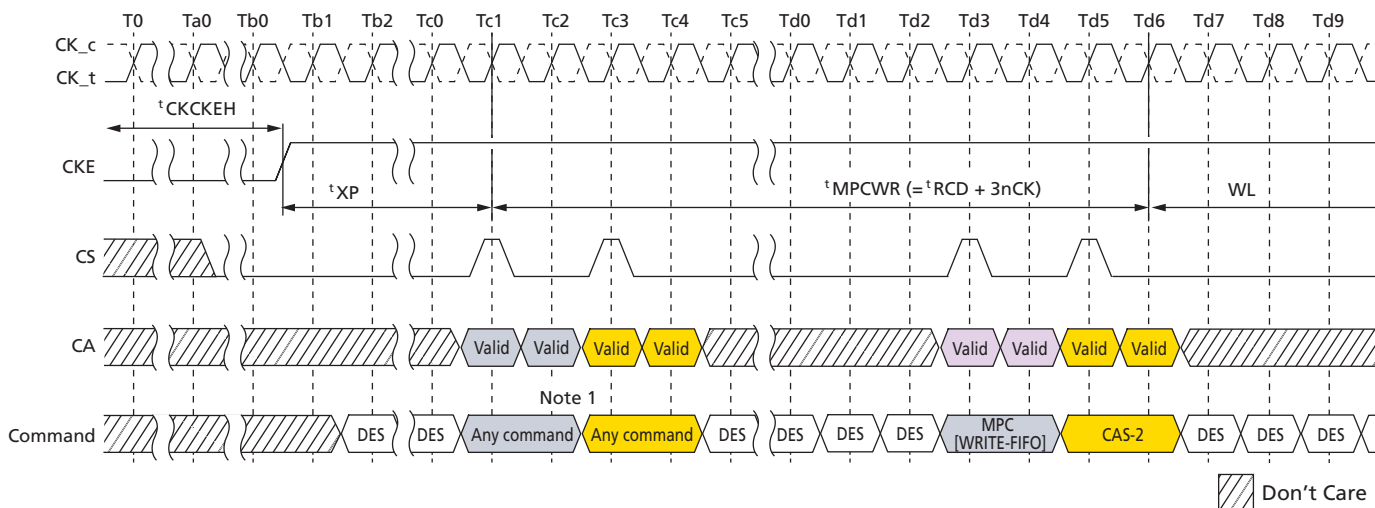 T0 Ta0 Tb0 Tb1 Tb2 Tc0 Tc1 Tc2 Tc3 Tc4 Tc5 Td0 Td1 Td2 Td3 Td4 Td5 Td6 Td7 Td8 Td9
CK_c
CK_t
tCKCKEH
CKE
tXP tMPCWR (= tRCD + 3nCK) WL
CS
CA Valid Valid Valid Valid Valid Valid Valid Valid
Note 1
Command DES DES Any command Any command DES DES DES DES MPC [WRITE-FIFO] CAS-2 DES DES DES
Don't Care